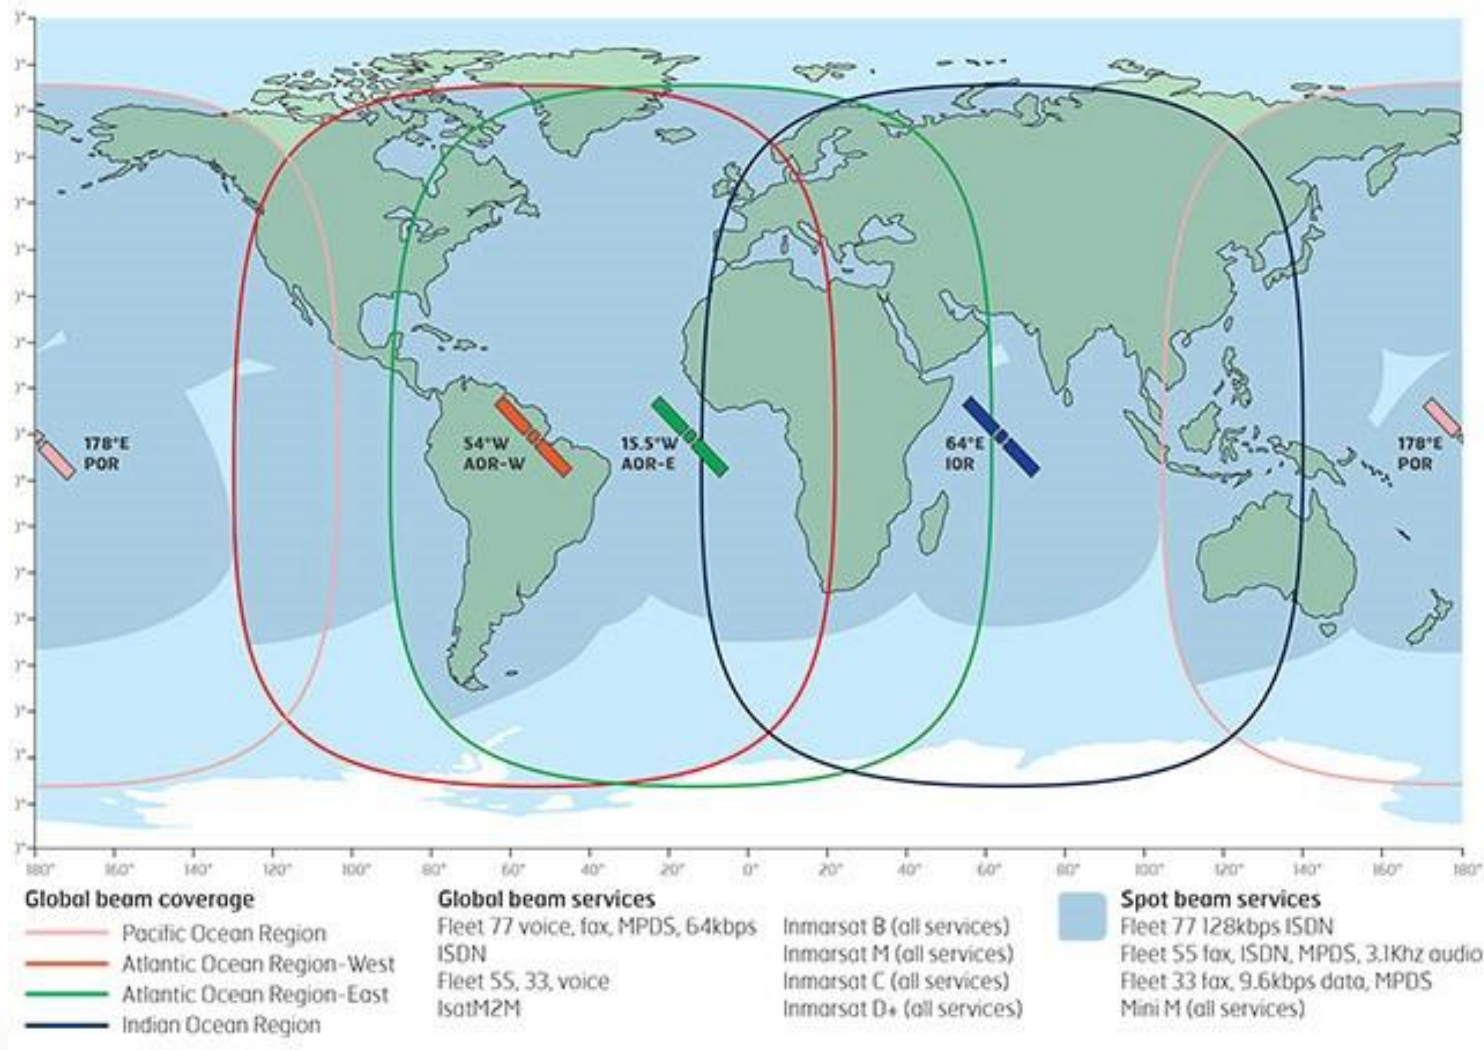 178°E
POR
54°W
AOR-W
15.5°W
AOR-E
64°E
IOR
178°E
POR
180° 160° 140° 120° 100° 80° 60° 40° 20° 0° 20° 40° 60° 80° 100° 120° 140° 160° 180°
Global beam coverage
Pacific Ocean Region
Atlantic Ocean Region-West
Atlantic Ocean Region-East
Indian Ocean Region
Global beam services
Fleet 77 voice, fax, MPDS, 64kbps
ISDN
Fleet 55, 33, voice
IsatM2M
Inmarsat B (all services)
Inmarsat M (all services)
Inmarsat C (all services)
Inmarsat D+ (all services)
Spot beam services
Fleet 77 128kbps ISDN
Fleet 55 fax, ISDN, MPDS, 3.1Khz audio
Fleet 33 fax, 9.6kbps data, MPDS
Mini M (all services)